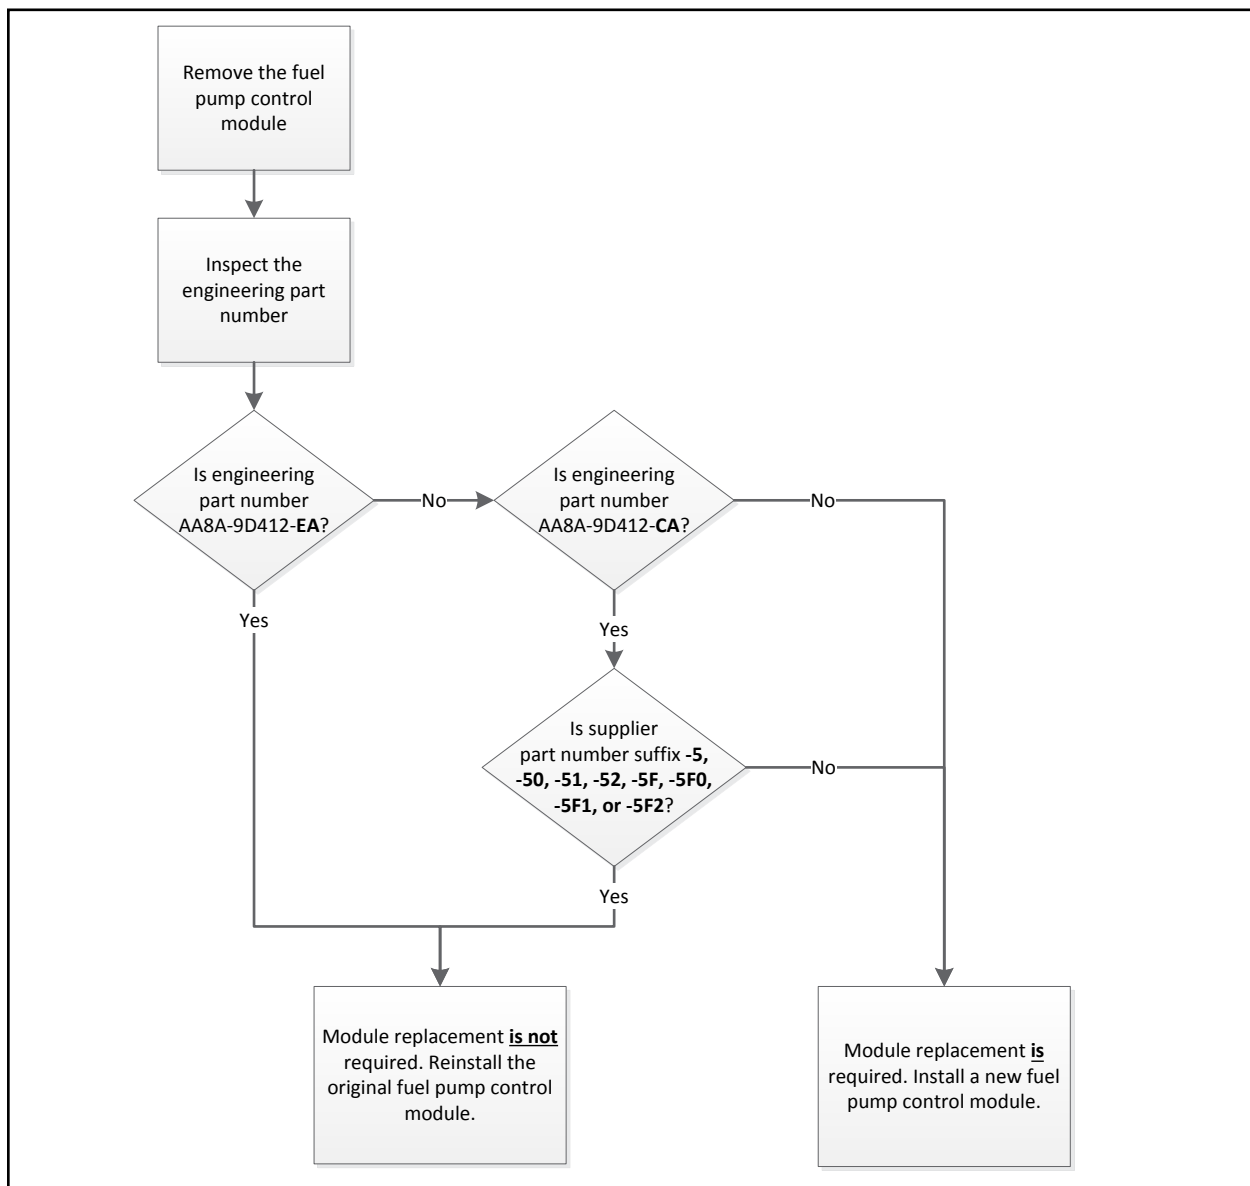 Remove the fuel
pump control
module
Inspect the
engineering part
number
Is engineering
part number
AA8A-9D412-EA?
No
Is engineering
part number
AA8A-9D412-CA?
No
Yes
Yes
Is supplier
part number suffix -5,
-50, -51, -52, -5F, -5F0,
-5F1, or -5F2?
No
Yes
Module replacement is not
required. Reinstall the
original fuel pump control
module.
Module replacement is
required. Install a new fuel
pump control module.